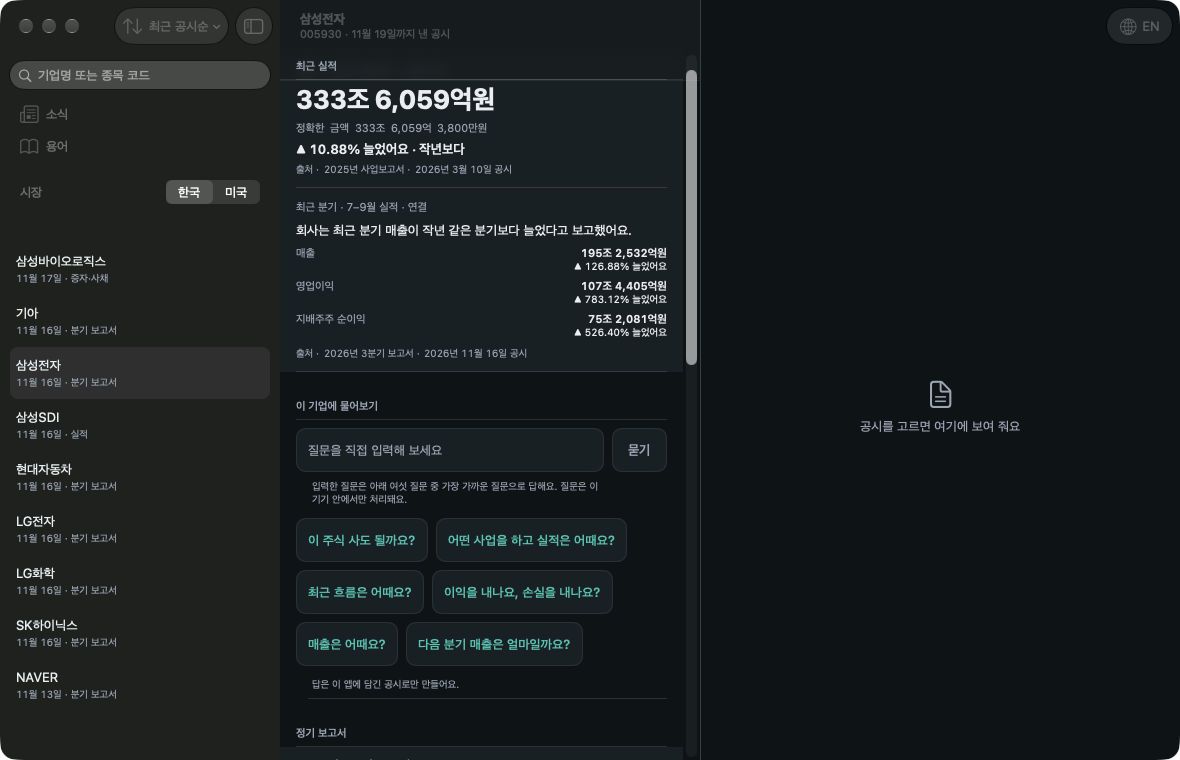 최근 공시순
기업명 또는 종목 코드
소식
용어
시장
한국
미국
삼성바이오로직스
11월 17일 · 증자·사채
기아
11월 16일 · 분기 보고서
삼성전자
11월 16일 · 분기 보고서
삼성SDI
11월 16일 · 실적
현대자동차
11월 16일 · 분기 보고서
LG전자
11월 16일 · 분기 보고서
LG화학
11월 16일 · 분기 보고서
SK하이닉스
11월 16일 · 분기 보고서
NAVER
11월 13일 · 분기 보고서
삼성전자
005930 · 11월 19일까지 낸 공시
최근 실적
333조 6,059억원
정확한 금액 333조 6,059억 3,800만원
▲ 10.88% 늘었어요 · 작년보다
출처 · 2025년 사업보고서 · 2026년 3월 10일 공시
최근 분기 · 7–9월 실적 · 연결
회사는 최근 분기 매출이 작년 같은 분기보다 늘었다고 보고했어요.
매출
195조 2,532억원
▲ 126.88% 늘었어요
영업이익
107조 4,405억원
▲ 783.12% 늘었어요
지배주주 순이익
75조 2,081억원
▲ 526.40% 늘었어요
출처 · 2026년 3분기 보고서 · 2026년 11월 16일 공시
이 기업에 물어보기
질문을 직접 입력해 보세요
묻기
입력한 질문은 아래 여섯 질문 중 가장 가까운 질문으로 답해요. 질문은 이
기기 안에서만 처리돼요.
이 주식 사도 될까요?
어떤 사업을 하고 실적은 어때요?
최근 흐름은 어때요?
이익을 내나요, 손실을 내나요?
매출은 어때요?
다음 분기 매출은 얼마일까요?
답은 이 앱에 담긴 공시로만 만들어요.
정기 보고서
EN
공시를 고르면 여기에 보여 줘요